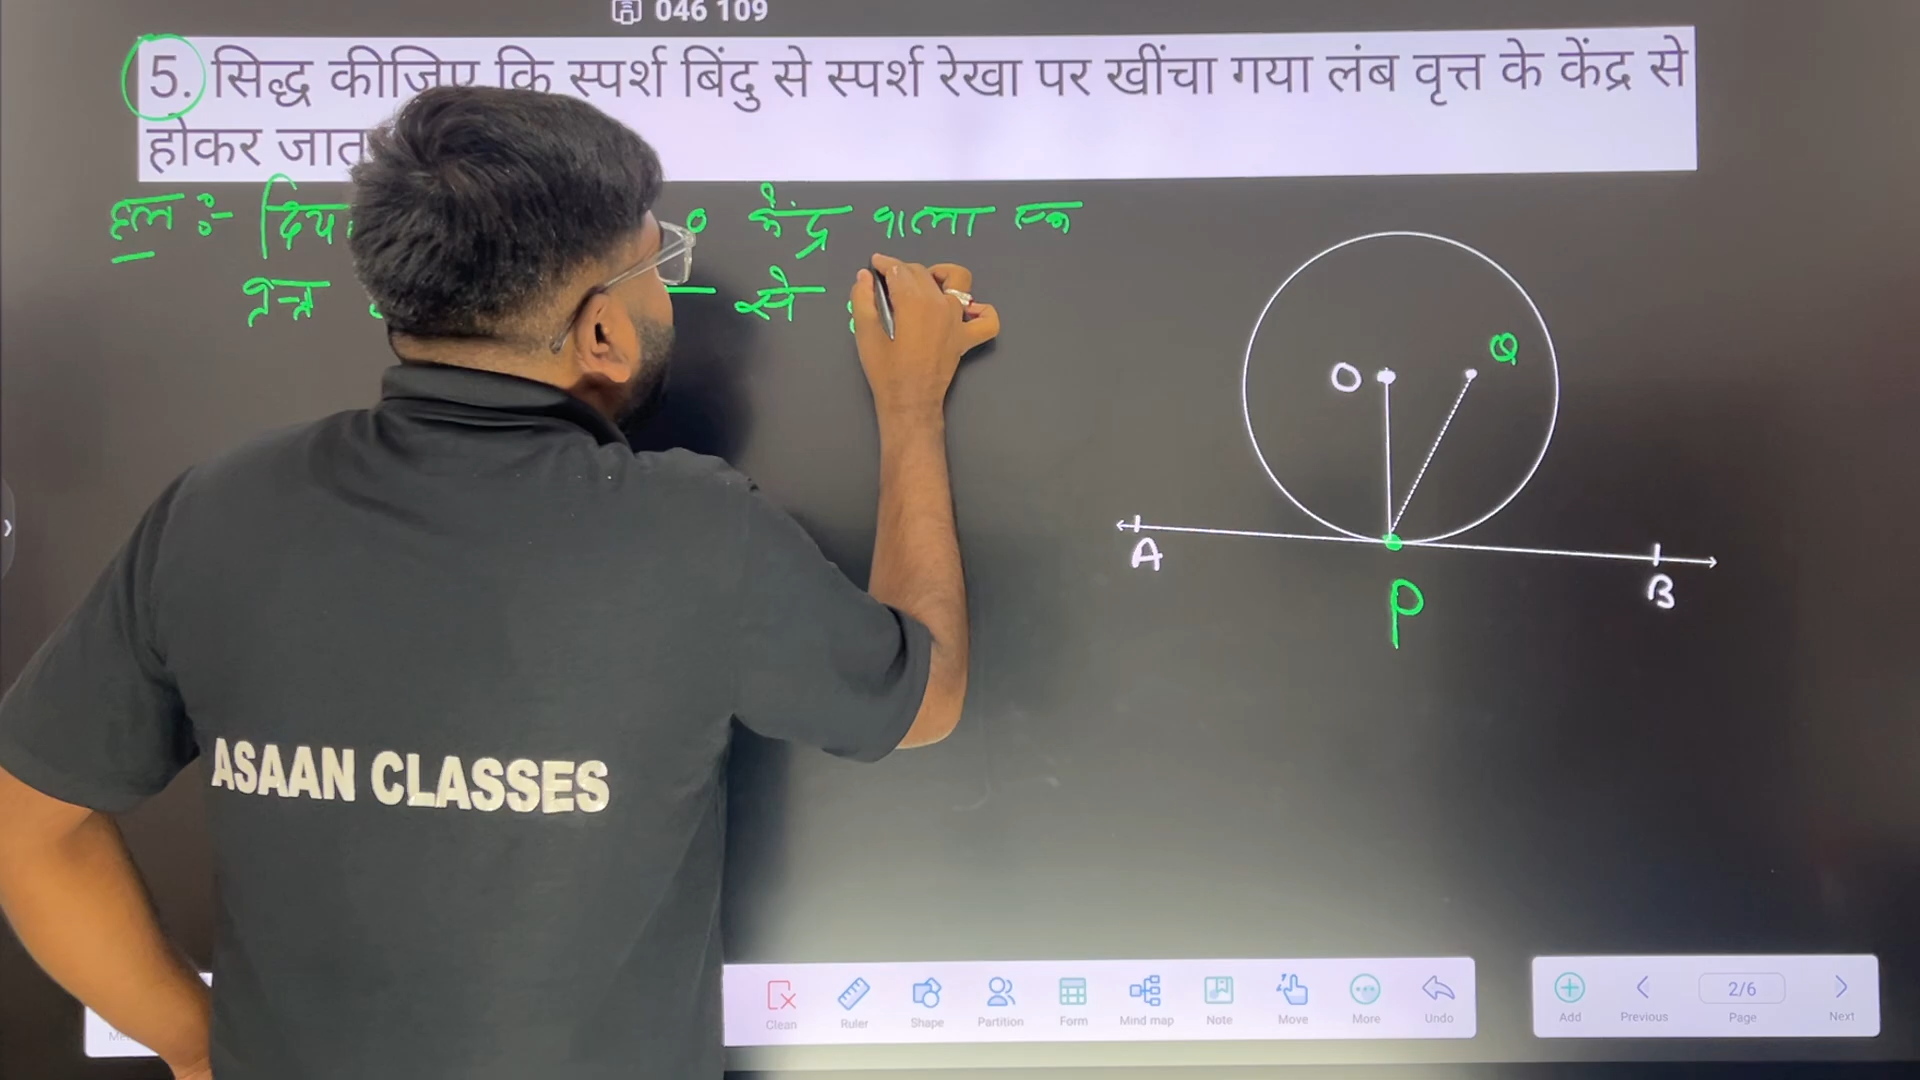 046 109
5. सिद्ध कीजिए कि स्पर्श बिंदु से स्पर्श रेखा पर खींचा गया लंब वृत्त के केंद्र से
होकर
हल :- केंद्र वाला एक
वृत्त से
Q
O
A
B
P
ASAAN CLASSES
Clean Ruler Shape Partition Form Mind map Note Move More Undo
Add Previous 2/6 Page Next